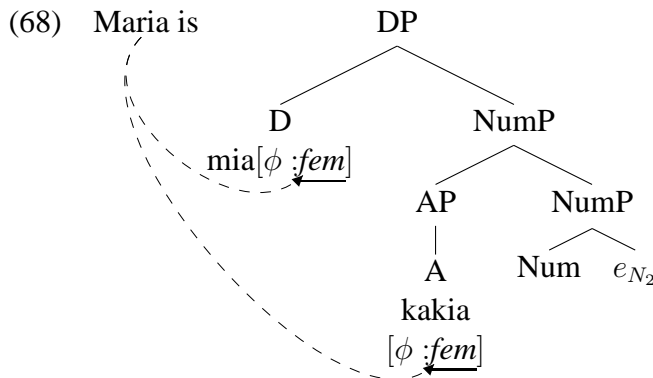 (68) Maria is DP
D NumP
mia[ϕ :fem]
AP NumP
A Num e_{N_2}
kakia
[ϕ :fem]